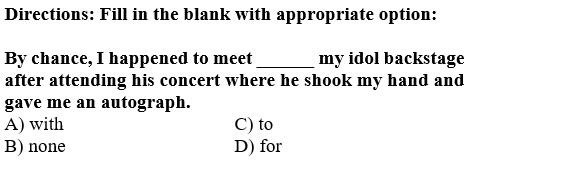 Directions: Fill in the blank with appropriate option:
By chance, I happened to meet ______ my idol backstage
after attending his concert where he shook my hand and
gave me an autograph.
A) with C) to
B) none D) for